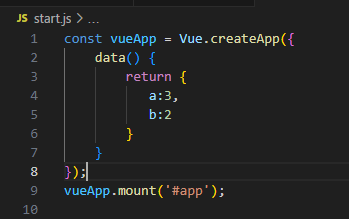 JS start.js > ...
1 const vueApp = Vue.createApp({
2     data() {
3         return {
4             a:3,
5             b:2
6         }
7     }
8 });
9 vueApp.mount('#app');
10